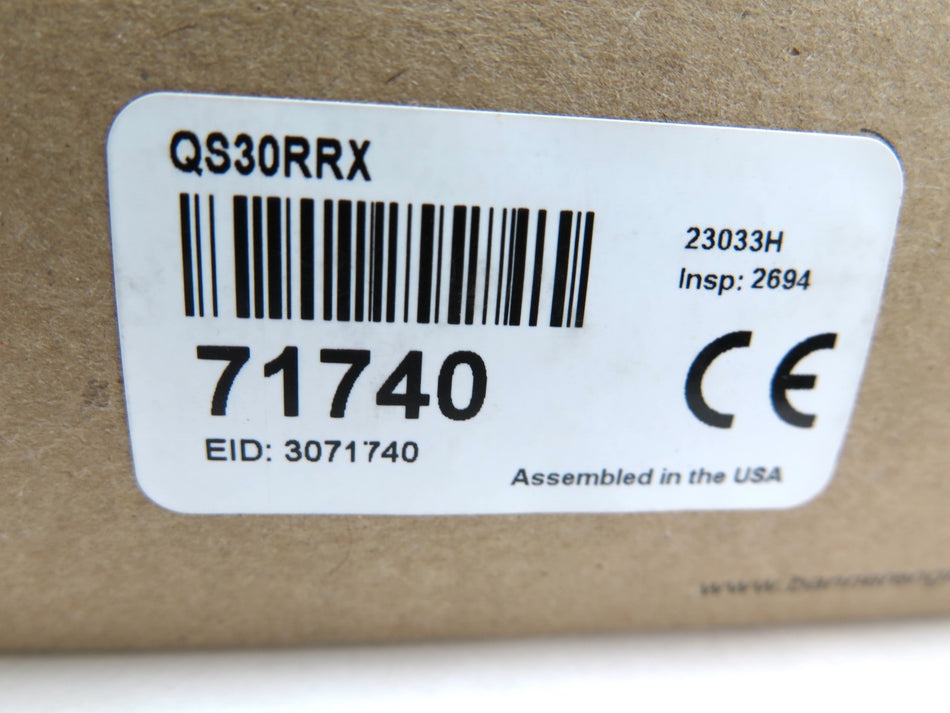 QS30RRX
23033H
Insp: 2694
71740
CE
EID: 3071740
Assembled in the USA